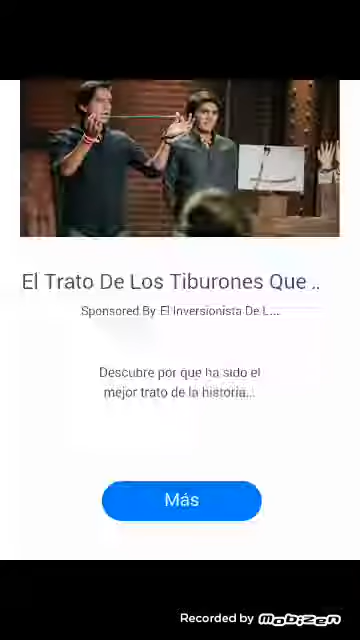 El Trato De Los Tiburones Que ..
Sponsored By El Inversionista De L...
Descubre por que ha sido el
mejor trato de la historia...
Más
Recorded by Mobizen